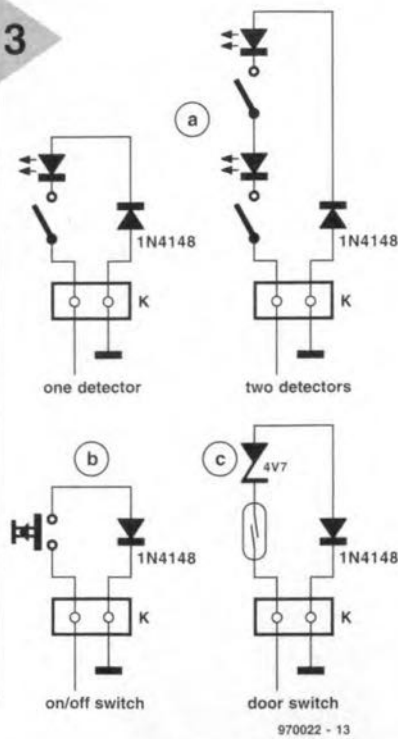 3
a
1N4148
1N4148
K
K
one detector
two detectors
b
c
4V7
1N4148
1N4148
K
K
on/off switch
door switch
970022 - 13